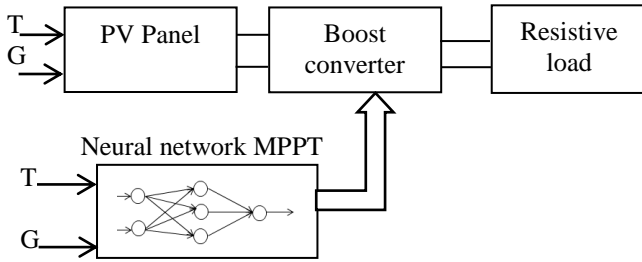 T
G
PV Panel
Boost
converter
Resistive
load
Neural network MPPT
T
G